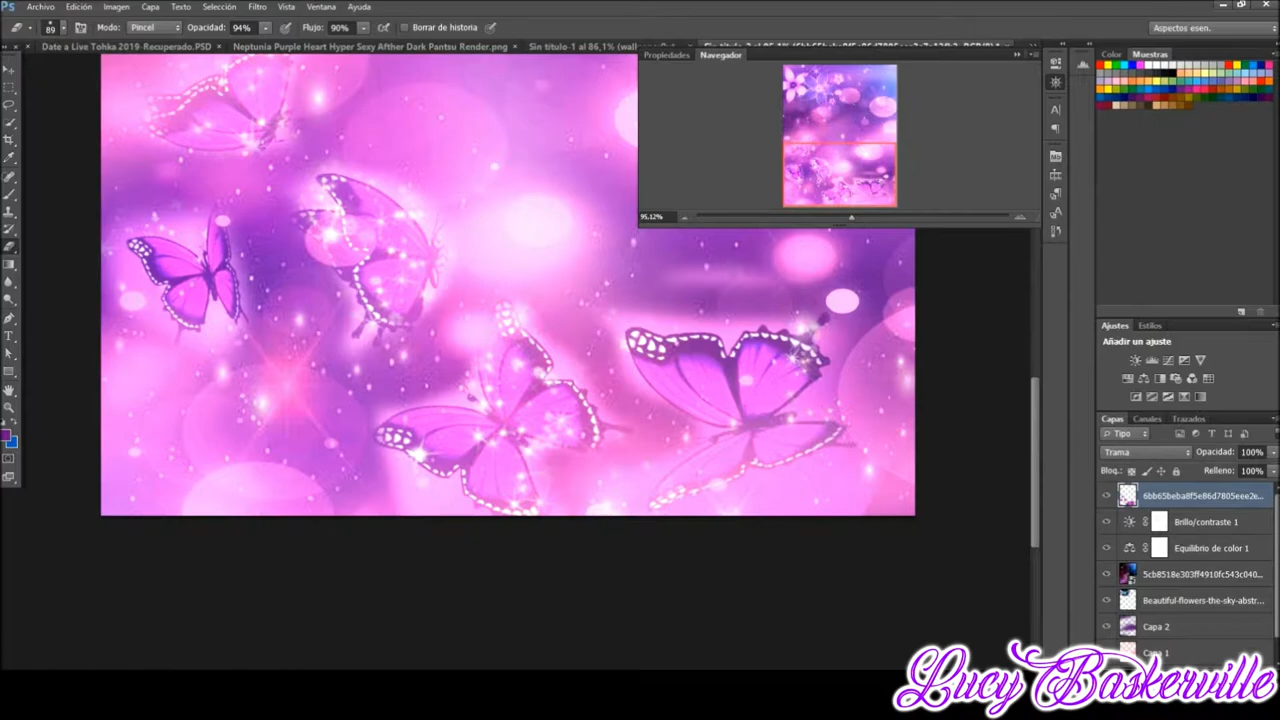 Ps Archivo Edición Imagen Capa Texto Selección Filtro Vista Ventana Ayuda
89 Modo: Pincel Opacidad: 94% Flujo: 90% Borrar de historia Aspectos esen.
Date a Live Tohka 2019-Recuperado.PSD × Neptunia Purple Heart Hyper Sexy Afther Dark Pantsu Render.png × Sin título-1 al 86,1%
Propiedades Navegador
Color Muestras
95,12%
Ajustes Estilos
Añadir un ajuste
Capas Canales Trazados
Tipo
Trama Opacidad: 100%
Bloq.: Relleno: 100%
6bb65beba8f5e86d7805eee2e...
Brillo/contraste 1
Equilibrio de color 1
5cb8518e303ff4910fc543c040...
Beautiful-flowers-the-sky-abstr...
Capa 2
Capa 1
Lucy Baskerville